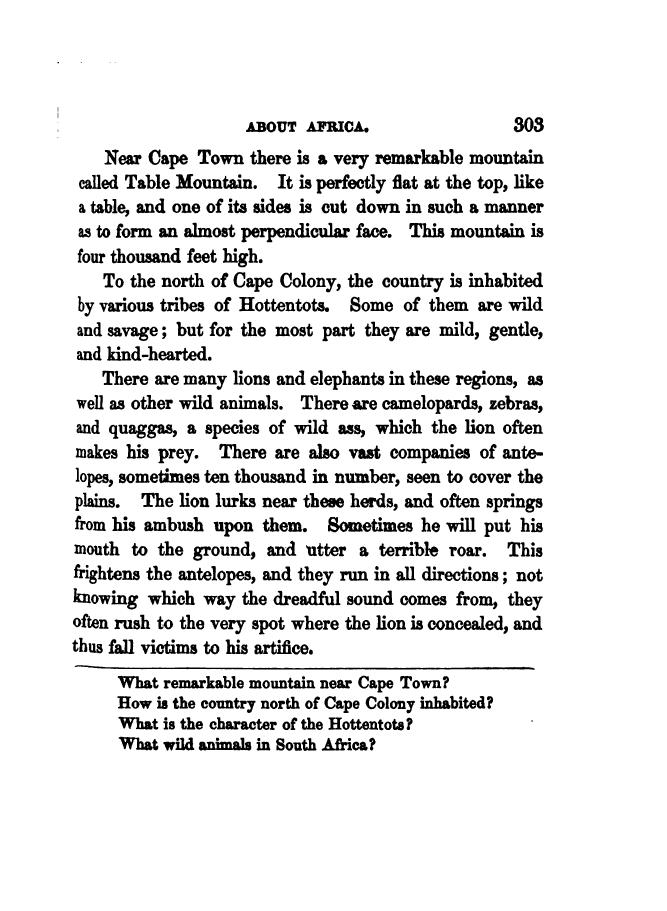 ABOUT AFRICA. 303
Near Cape Town there is a very remarkable mountain
called Table Mountain. It is perfectly flat at the top, like
a table, and one of its sides is cut down in such a manner
as to form an almost perpendicular face. This mountain is
four thousand feet high.
To the north of Cape Colony, the country is inhabited
by various tribes of Hottentots. Some of them are wild
and savage; but for the most part they are mild, gentle,
and kind-hearted.
There are many lions and elephants in these regions, as
well as other wild animals. There are camelopards, zebras,
and quaggas, a species of wild ass, which the lion often
makes his prey. There are also vast companies of ante-
lopes, sometimes ten thousand in number, seen to cover the
plains. The lion lurks near these herds, and often springs
from his ambush upon them. Sometimes he will put his
mouth to the ground, and utter a terrible roar. This
frightens the antelopes, and they run in all directions; not
knowing which way the dreadful sound comes from, they
often rush to the very spot where the lion is concealed, and
thus fall victims to his artifice.
What remarkable mountain near Cape Town?
How is the country north of Cape Colony inhabited?
What is the character of the Hottentots?
What wild animals in South Africa?